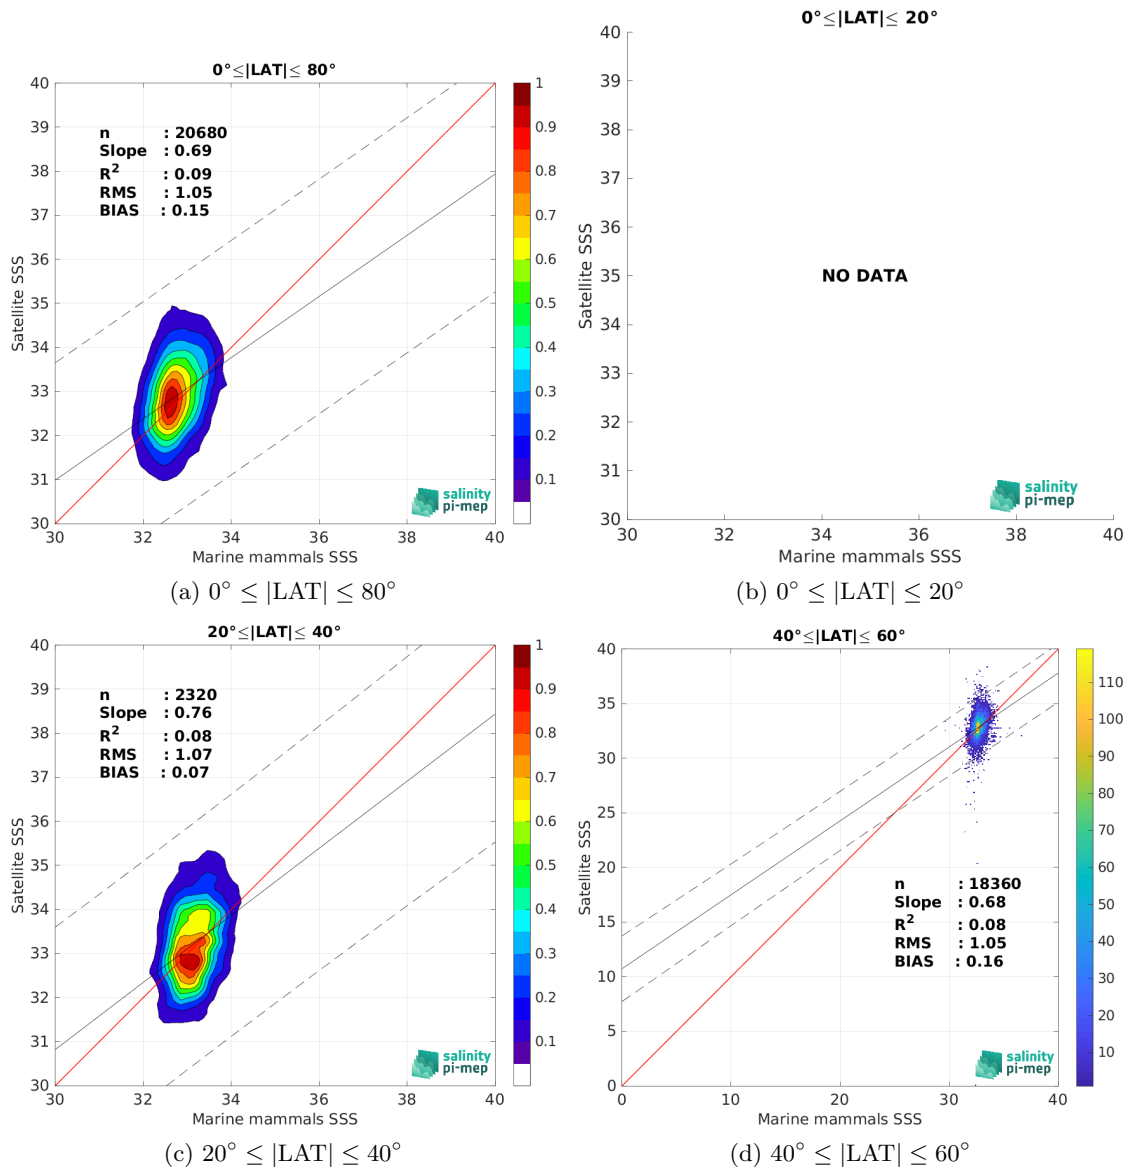 0°≤|LAT|≤ 80°
40
39
38
37
36
35
34
33
32
31
30
30
32
34
36
38
40
Satellite SSS
Marine mammals SSS
n : 20680
Slope : 0.69
R² : 0.09
RMS : 1.05
BIAS : 0.15
1
0.9
0.8
0.7
0.6
0.5
0.4
0.3
0.2
0.1
salinity
pi-mep
(a) 0° ≤ |LAT| ≤ 80°
0°≤|LAT|≤ 20°
40
39
38
37
36
35
34
33
32
31
30
30
32
34
36
38
40
Satellite SSS
Marine mammals SSS
NO DATA
salinity
pi-mep
(b) 0° ≤ |LAT| ≤ 20°
20°≤|LAT|≤ 40°
40
39
38
37
36
35
34
33
32
31
30
30
32
34
36
38
40
Satellite SSS
Marine mammals SSS
n : 2320
Slope : 0.76
R² : 0.08
RMS : 1.07
BIAS : 0.07
1
0.9
0.8
0.7
0.6
0.5
0.4
0.3
0.2
0.1
salinity
pi-mep
(c) 20° ≤ |LAT| ≤ 40°
40°≤|LAT|≤ 60°
40
35
30
25
20
15
10
5
0
0
10
20
30
40
Satellite SSS
Marine mammals SSS
n : 18360
Slope : 0.68
R² : 0.08
RMS : 1.05
BIAS : 0.16
110
100
90
80
70
60
50
40
30
20
10
salinity
pi-mep
(d) 40° ≤ |LAT| ≤ 60°